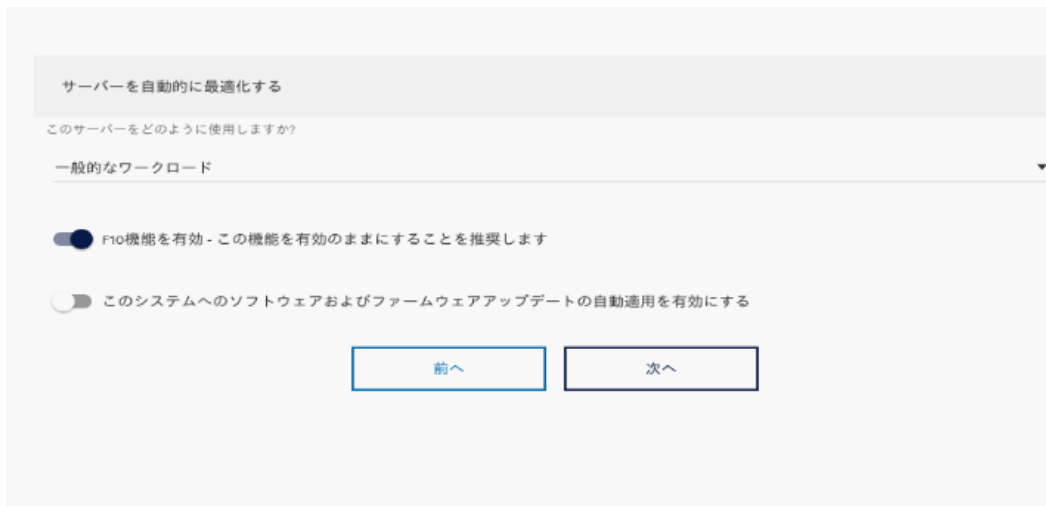 サーバーを自動的に最適化する
このサーバーをどのように使用しますか?
一般的なワークロード
F10機能を有効 - この機能を有効のままにすることを推奨します
このシステムへのソフトウェアおよびファームウェアアップデートの自動適用を有効にする
前へ
次へ